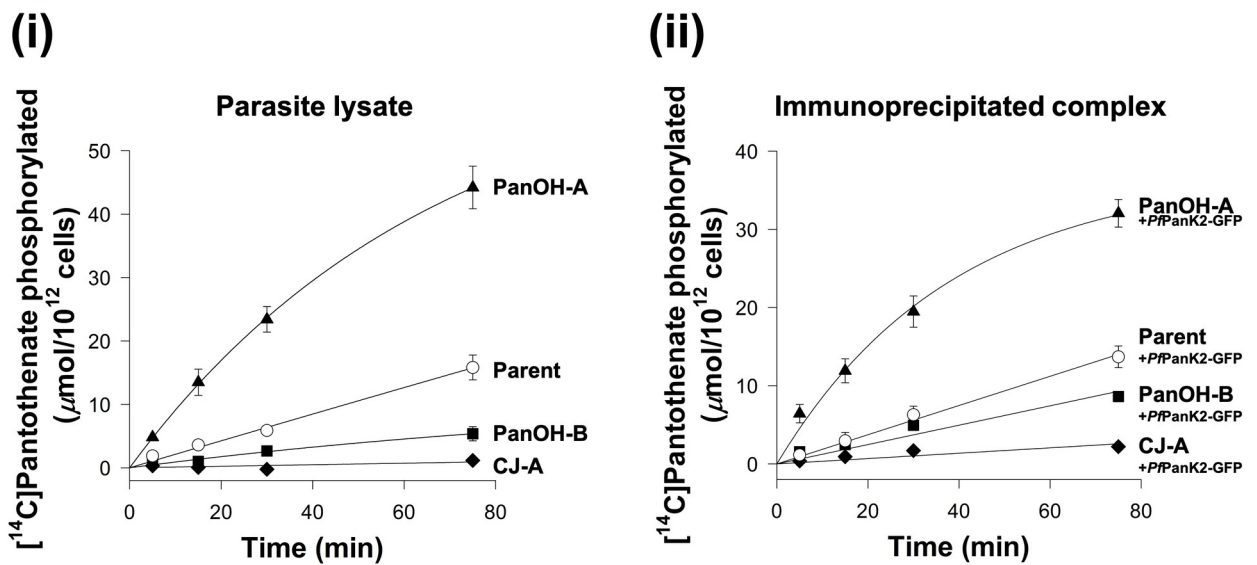 (i)
Parasite lysate
[¹⁴C]Pantothenate phosphorylated
(μmol/10¹² cells)
50
40
30
20
10
0
PanOH-A
Parent
PanOH-B
CJ-A
0 20 40 60 80
Time (min)
(ii)
Immunoprecipitated complex
[¹⁴C]Pantothenate phosphorylated
(μmol/10¹² cells)
40
30
20
10
0
PanOH-A
+PfPanK2-GFP
Parent
+PfPanK2-GFP
PanOH-B
+PfPanK2-GFP
CJ-A
+PfPanK2-GFP
0 20 40 60 80
Time (min)